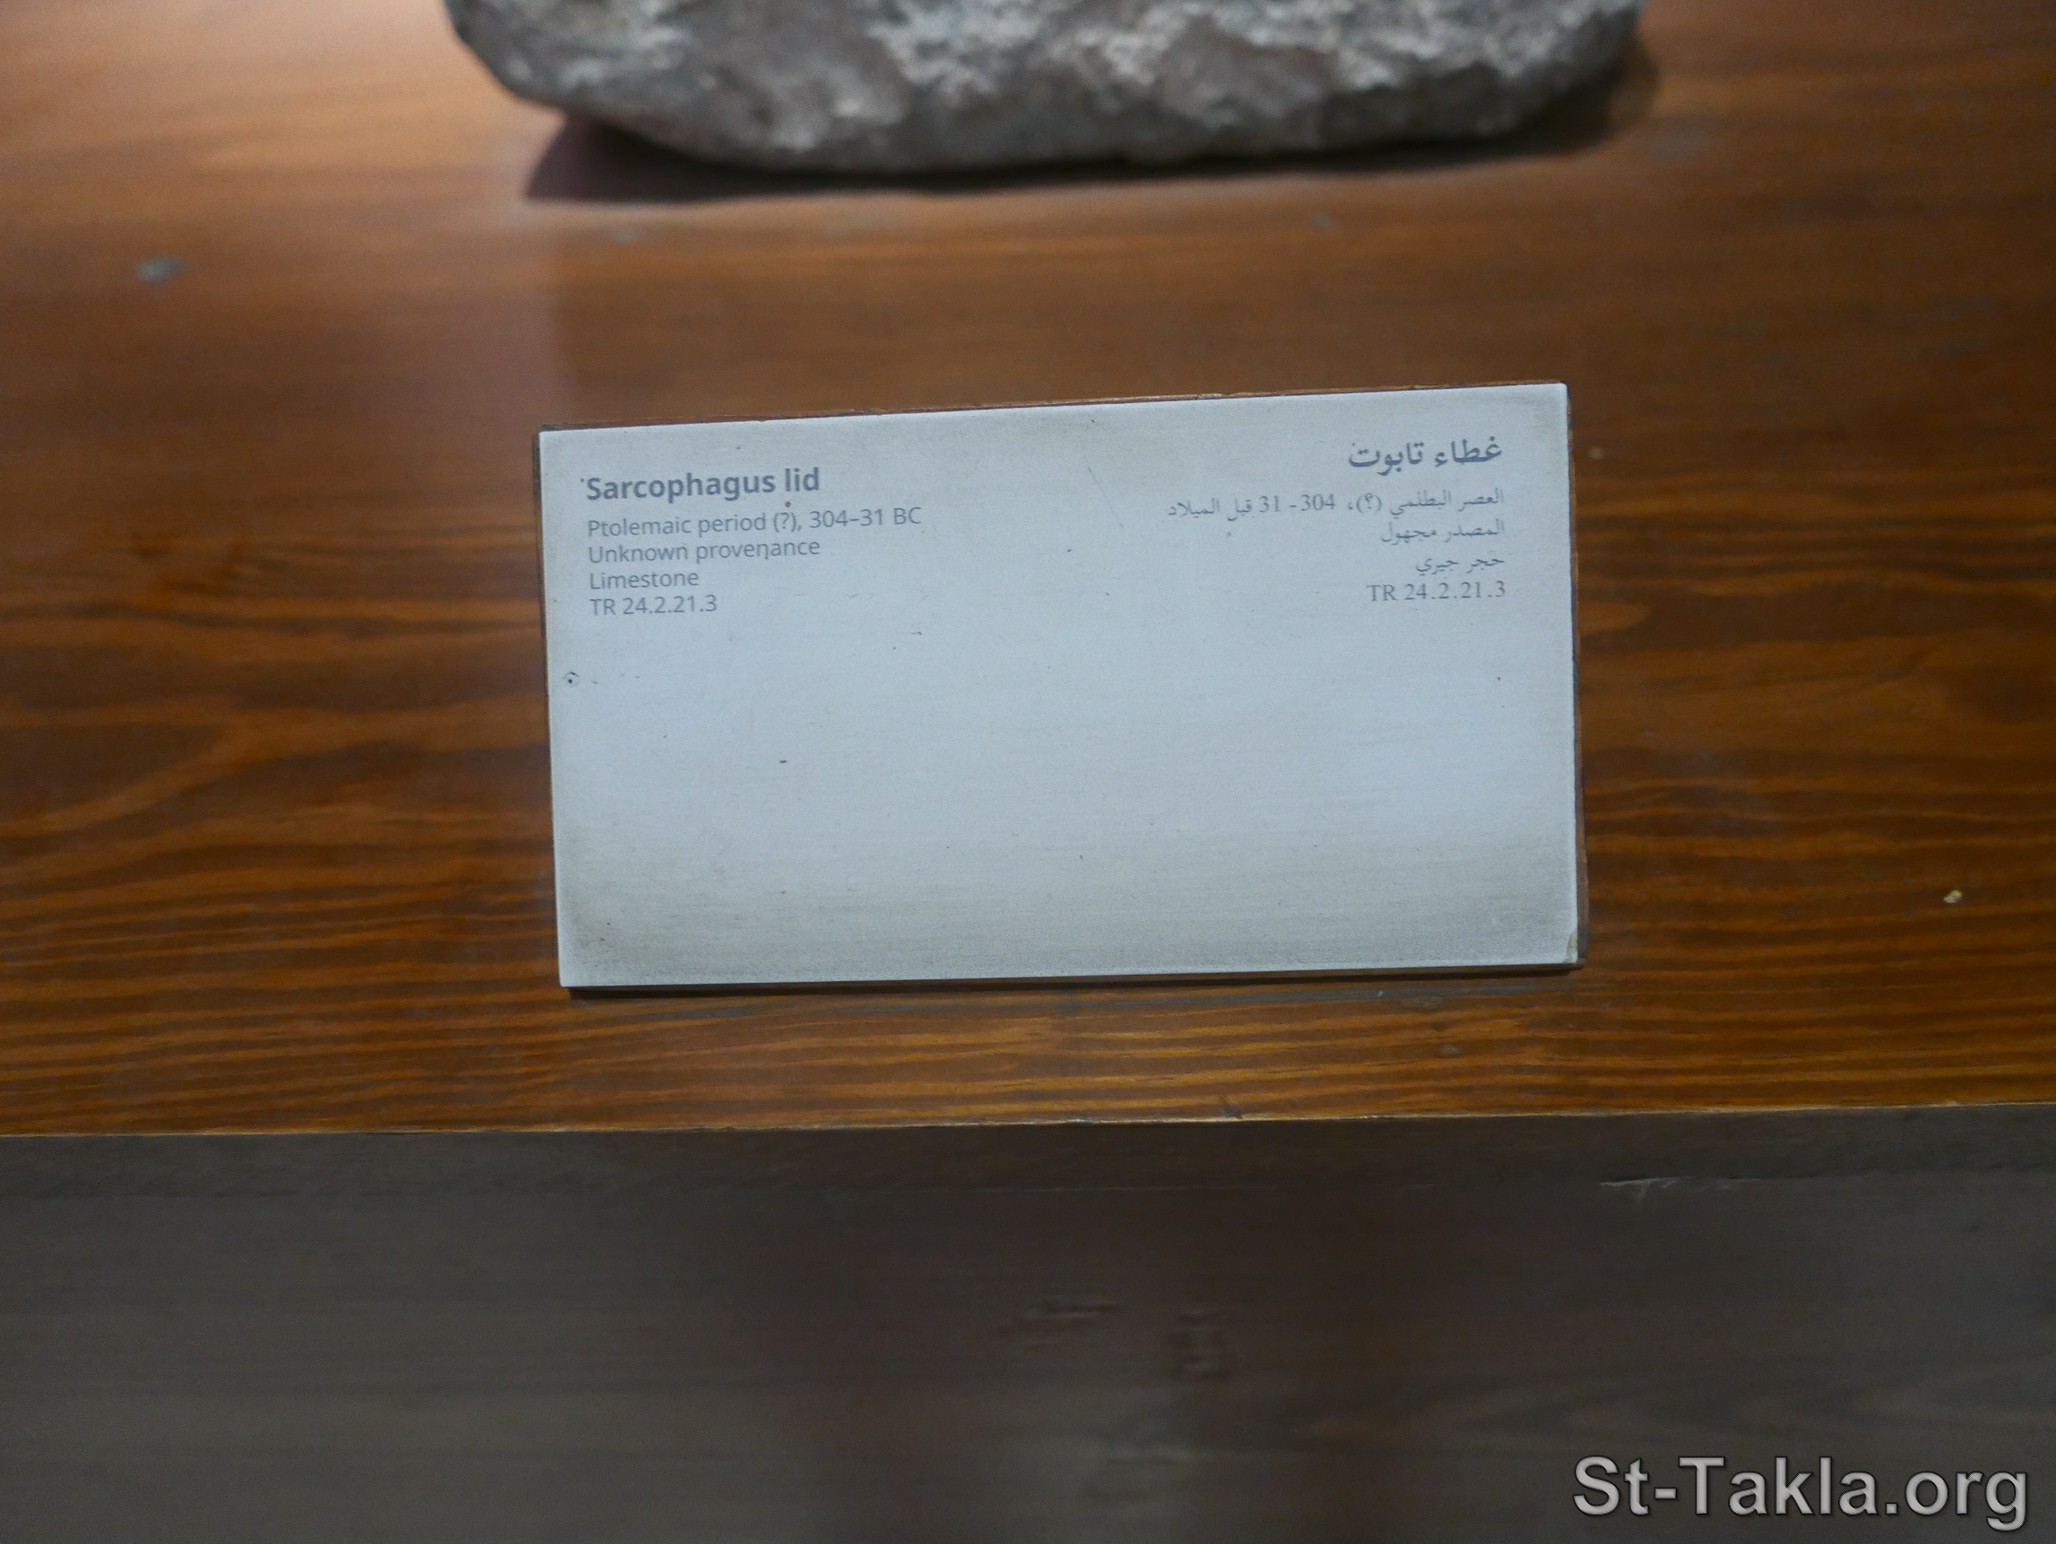 Sarcophagus lid
Ptolemaic period (?), 304–31 BC
Unknown provenance
Limestone
TR 24.2.21.3
غطاء تابوت
العصر البطلمي (؟)، 304- 31 قبل الميلاد
المصدر مجهول
حجر جيري
TR 24.2.21.3
St-Takla.org